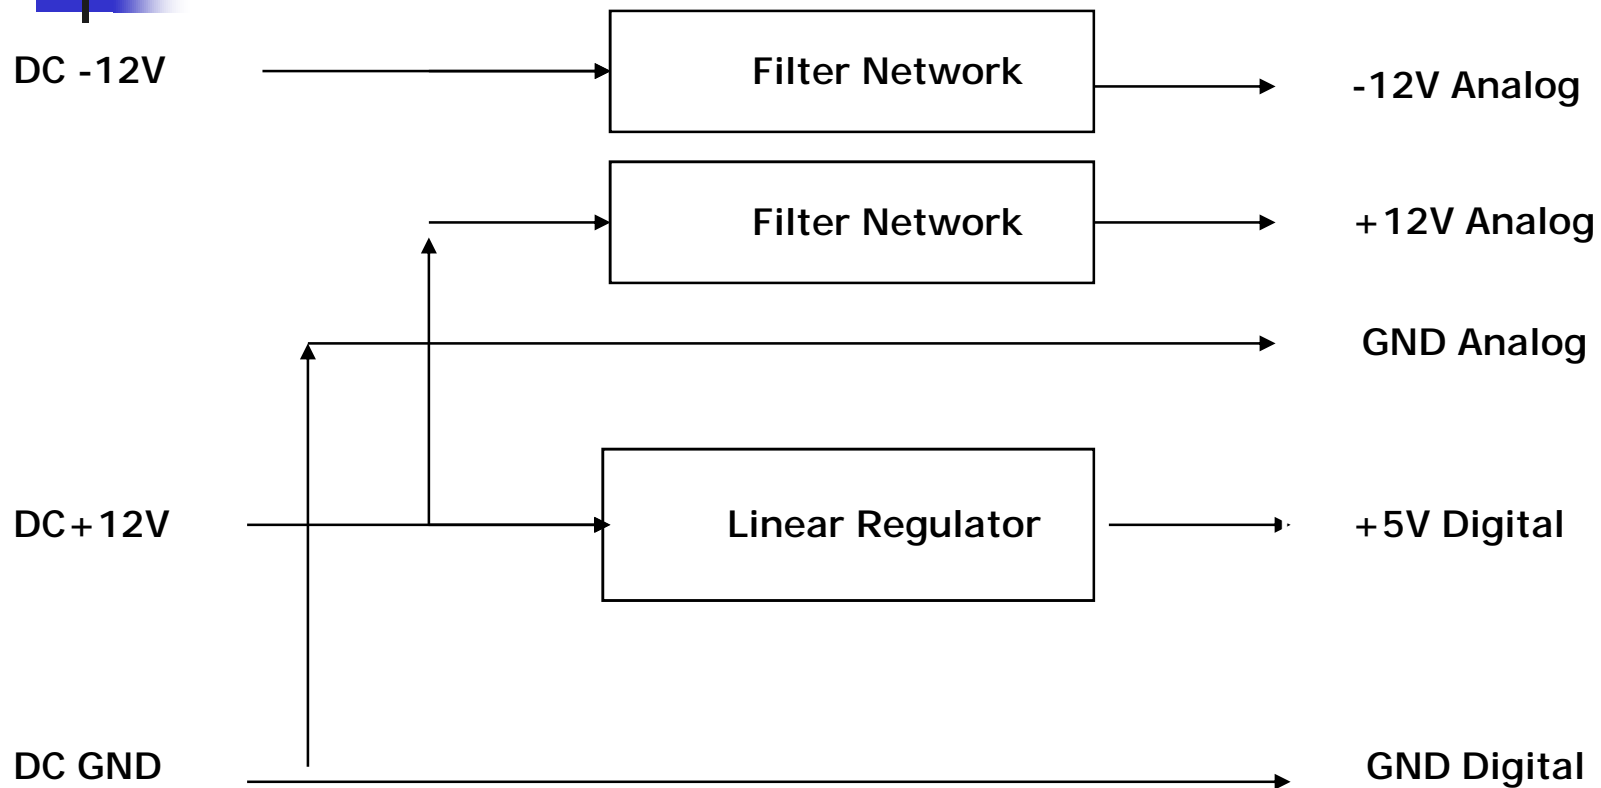 DC -12V
Filter Network
-12V Analog
Filter Network
+12V Analog
GND Analog
DC+12V
Linear Regulator
+5V Digital
DC GND
GND Digital